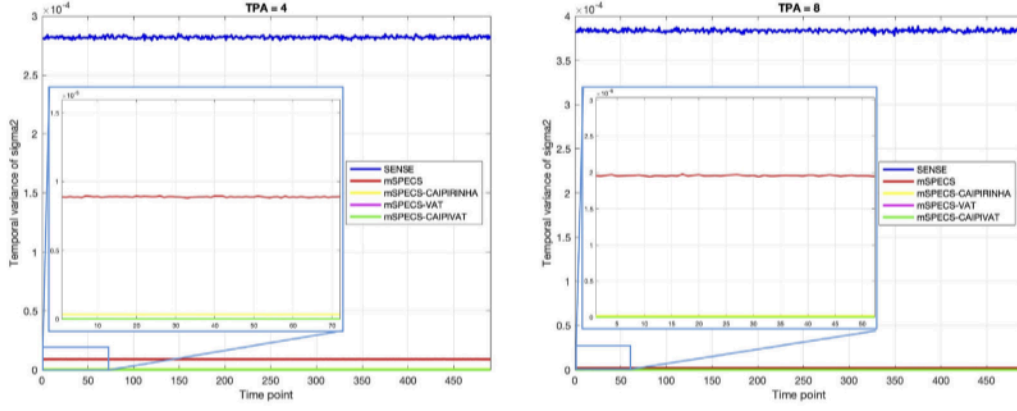 TPA = 4
×10⁻⁴
Temporal variance of sigma2
3
2.5
2
1.5
1
0.5
0
0 50 100 150 200 250 300 350 400 450
Time point
1.5
1
0.5
0
10 20 30 40 50 60 70
SENSE
mSPECS
mSPECS-CAIPIRINHA
mSPECS-VAT
mSPECS-CAIPIVAT
TPA = 8
×10⁻⁴
Temporal variance of sigma2
4
3.5
3
2.5
2
1.5
1
0.5
0
0 50 100 150 200 250 300 350 400 450
Time point
3
2.5
2
1.5
1
0.5
0
5 10 15 20 25 30 35 40 45 50
SENSE
mSPECS
mSPECS-CAIPIRINHA
mSPECS-VAT
mSPECS-CAIPIVAT